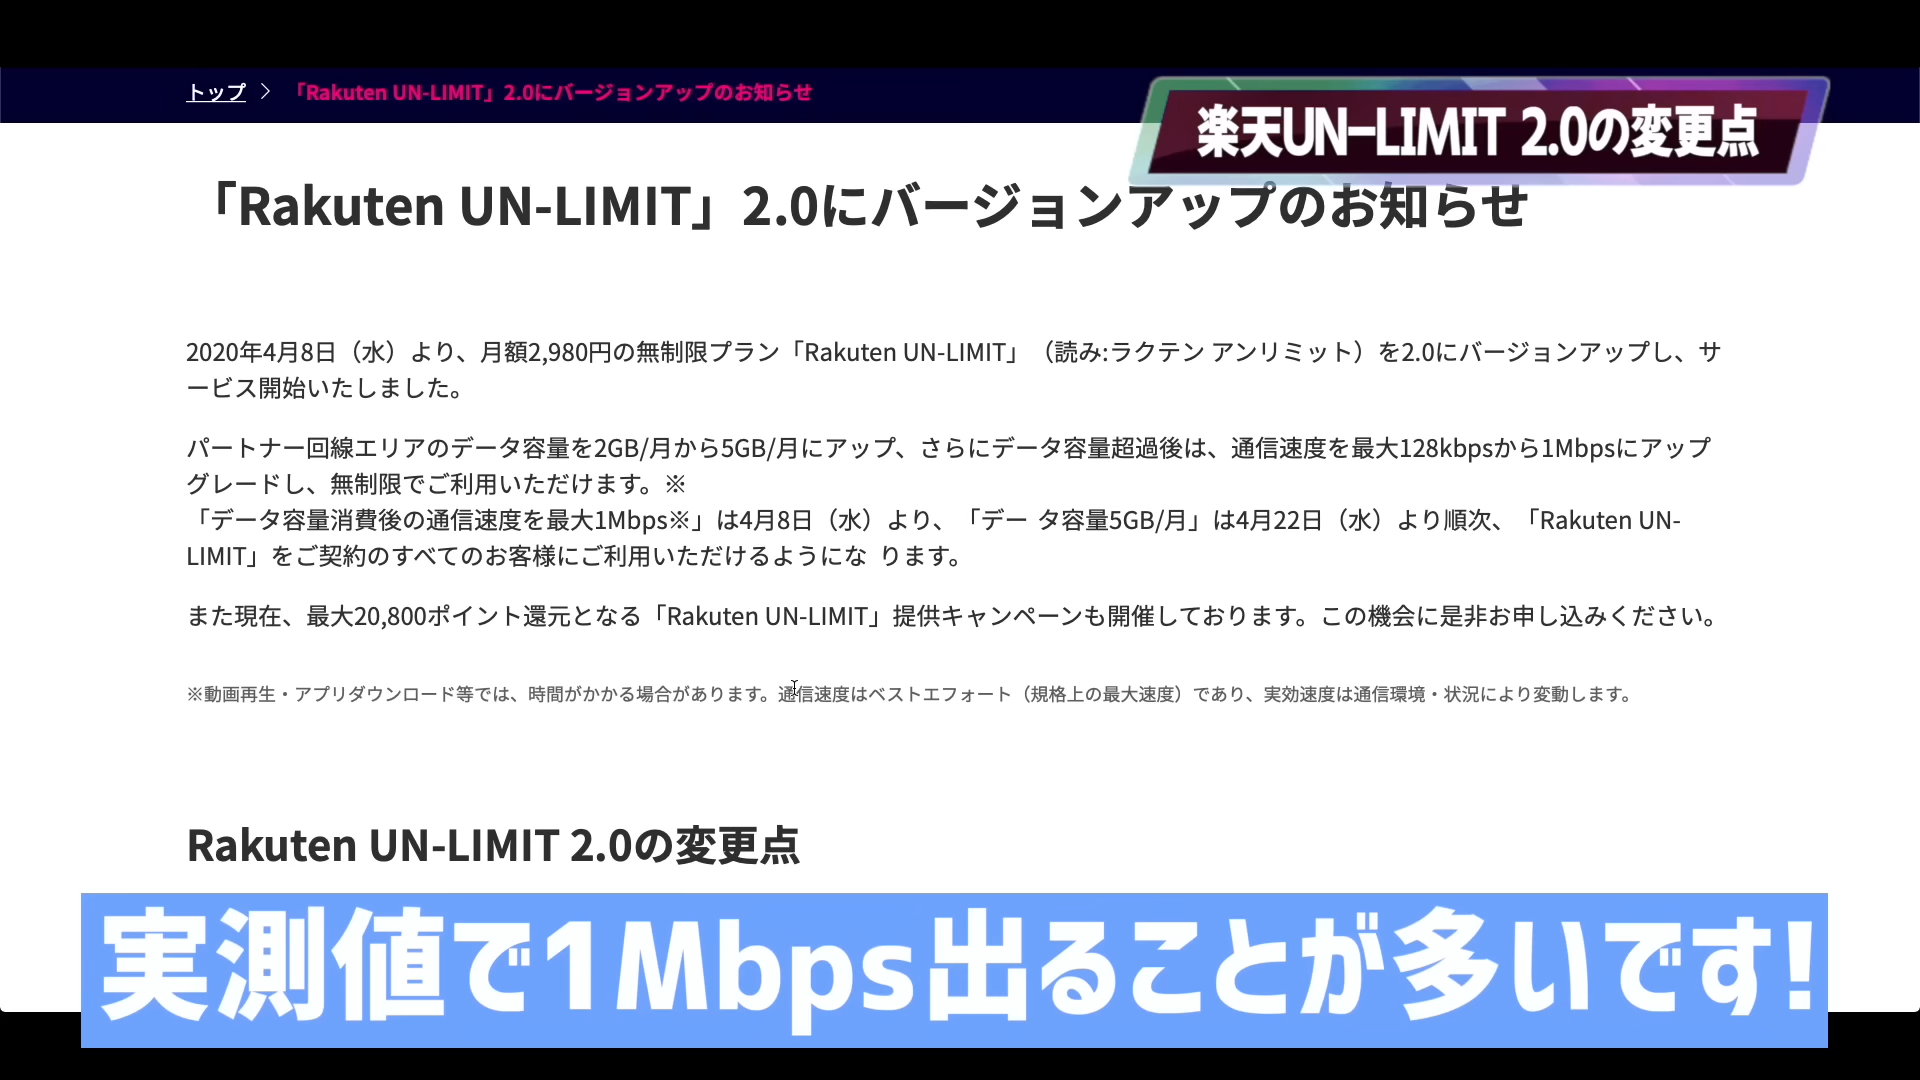 トップ > 「Rakuten UN-LIMIT」2.0にバージョンアップのお知らせ
楽天UN-LIMIT 2.0の変更点
「Rakuten UN-LIMIT」2.0にバージョンアップのお知らせ
2020年4月8日（水）より、月額2,980円の無制限プラン「Rakuten UN-LIMIT」（読み:ラクテン アンリミット）を2.0にバージョンアップし、サ
ービス開始いたしました。
パートナー回線エリアのデータ容量を2GB/月から5GB/月にアップ、さらにデータ容量超過後は、通信速度を最大128kbpsから1Mbpsにアップ
グレードし、無制限でご利用いただけます。※
「データ容量消費後の通信速度を最大1Mbps※」は4月8日（水）より、「デー タ容量5GB/月」は4月22日（水）より順次、「Rakuten UN-
LIMIT」をご契約のすべてのお客様にご利用いただけるようにな ります。
また現在、最大20,800ポイント還元となる「Rakuten UN-LIMIT」提供キャンペーンも開催しております。この機会に是非お申し込みください。
※動画再生・アプリダウンロード等では、時間がかかる場合があります。通信速度はベストエフォート（規格上の最大速度）であり、実効速度は通信環境・状況により変動します。
Rakuten UN-LIMIT 2.0の変更点
実測値で1Mbps出ることが多いです!